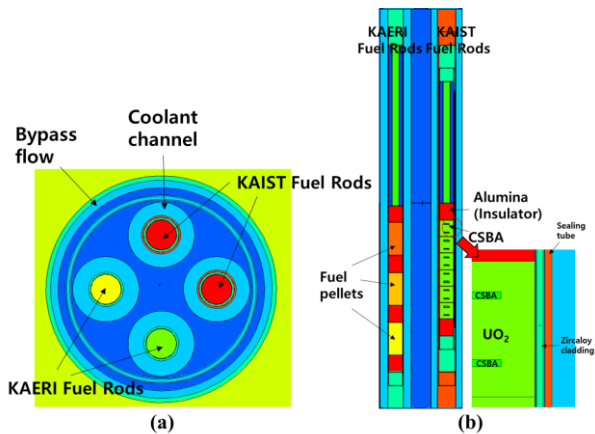 Bypass
flow
Coolant
channel
KAIST Fuel Rods
KAERI Fuel Rods
(a)
KAERI
Fuel Rods
KAIST
Fuel Rods
Alumina
(Insulator)
CSBA
Fuel
pellets
Sealing
tube
CSBA
UO₂
Zircaloy
cladding
CSBA
(b)